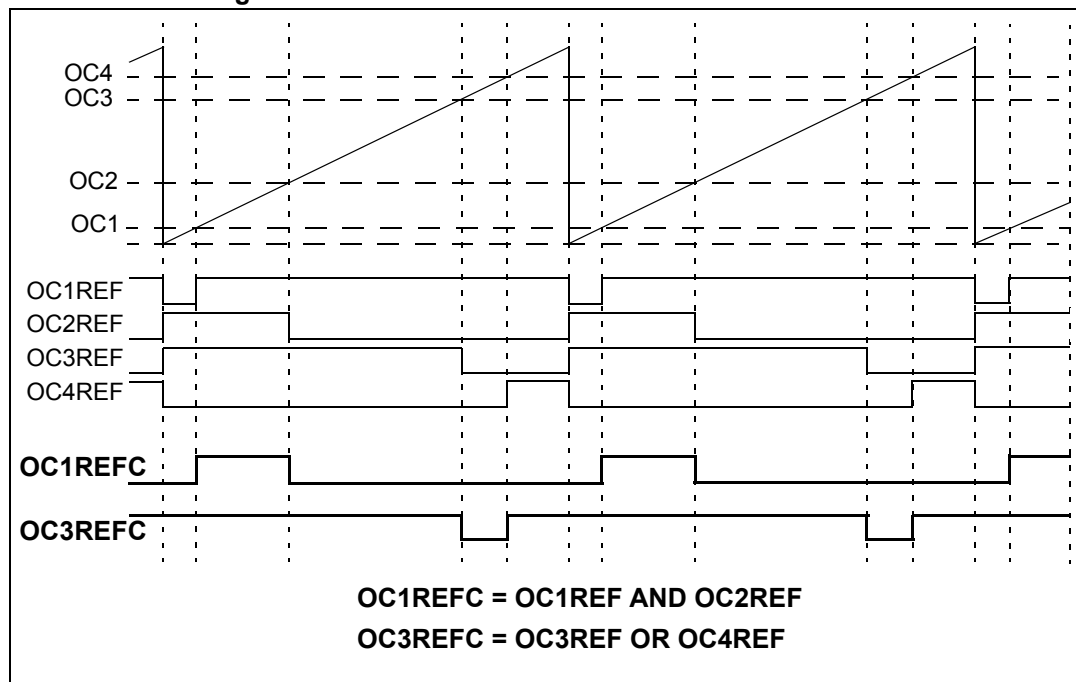 OC4
OC3
OC2
OC1
OC1REF
OC2REF
OC3REF
OC4REF
OC1REFC
OC3REFC
OC1REFC = OC1REF AND OC2REF
OC3REFC = OC3REF OR OC4REF